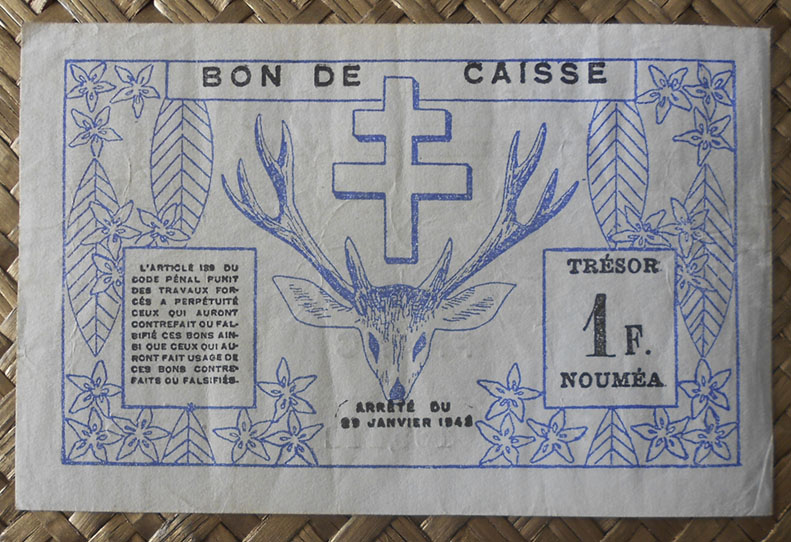 BON DE CAISSE
L'ARTICLE 139 DU
CODE PÉNAL PUNIT
DES TRAVAUX FOR-
CÉS A PERPÉTUITÉ
CEUX QUI AURONT
CONTREFAIT OU FAL-
SIFIÉ CES BONS AIN-
SI QUE CEUX QUI AU-
RONT FAIT USAGE DE
CES BONS CONTRE-
FAITS OU FALSIFIÉS.
TRÉSOR
1 F.
NOUMÉA
ARRÊTÉ DU
29 JANVIER 1943